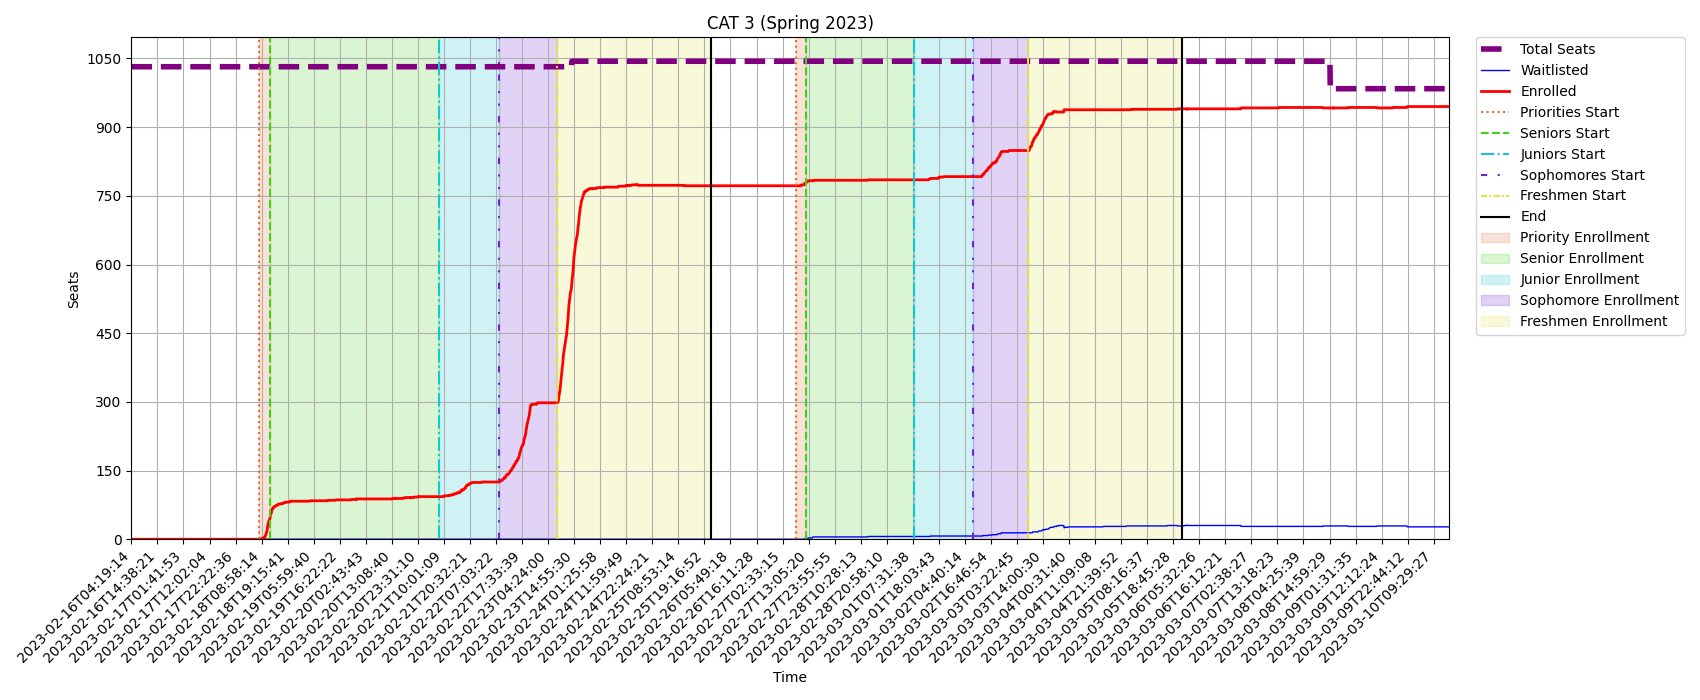 CAT 3 (Spring 2023)
Seats
1050
900
750
600
450
300
150
0
2023-02-16T04:19:14
2023-02-16T14:38:21
2023-02-17T01:41:53
2023-02-17T12:02:04
2023-02-17T22:22:36
2023-02-18T08:58:14
2023-02-18T19:15:41
2023-02-19T05:59:40
2023-02-19T16:22:22
2023-02-20T02:43:43
2023-02-20T13:08:40
2023-02-20T23:31:10
2023-02-21T10:01:09
2023-02-21T20:32:21
2023-02-22T07:03:22
2023-02-22T17:33:39
2023-02-23T04:24:00
2023-02-23T14:55:30
2023-02-24T01:25:58
2023-02-24T11:59:49
2023-02-24T22:24:21
2023-02-25T08:53:14
2023-02-25T19:16:52
2023-02-26T05:49:18
2023-02-26T16:11:28
2023-02-27T02:33:15
2023-02-27T13:05:20
2023-02-27T23:55:55
2023-02-28T10:28:13
2023-02-28T20:58:10
2023-03-01T07:31:38
2023-03-01T18:03:43
2023-03-02T04:40:14
2023-03-02T16:46:54
2023-03-03T03:22:45
2023-03-03T14:00:30
2023-03-04T00:31:40
2023-03-04T11:09:08
2023-03-04T21:39:52
2023-03-05T08:16:37
2023-03-05T18:45:28
2023-03-06T05:32:26
2023-03-06T16:12:21
2023-03-07T02:38:27
2023-03-07T13:18:23
2023-03-08T04:25:39
2023-03-08T14:59:29
2023-03-09T01:31:35
2023-03-09T12:12:24
2023-03-09T22:44:12
2023-03-10T09:29:27
Time
Total Seats
Waitlisted
Enrolled
Priorities Start
Seniors Start
Juniors Start
Sophomores Start
Freshmen Start
End
Priority Enrollment
Senior Enrollment
Junior Enrollment
Sophomore Enrollment
Freshmen Enrollment